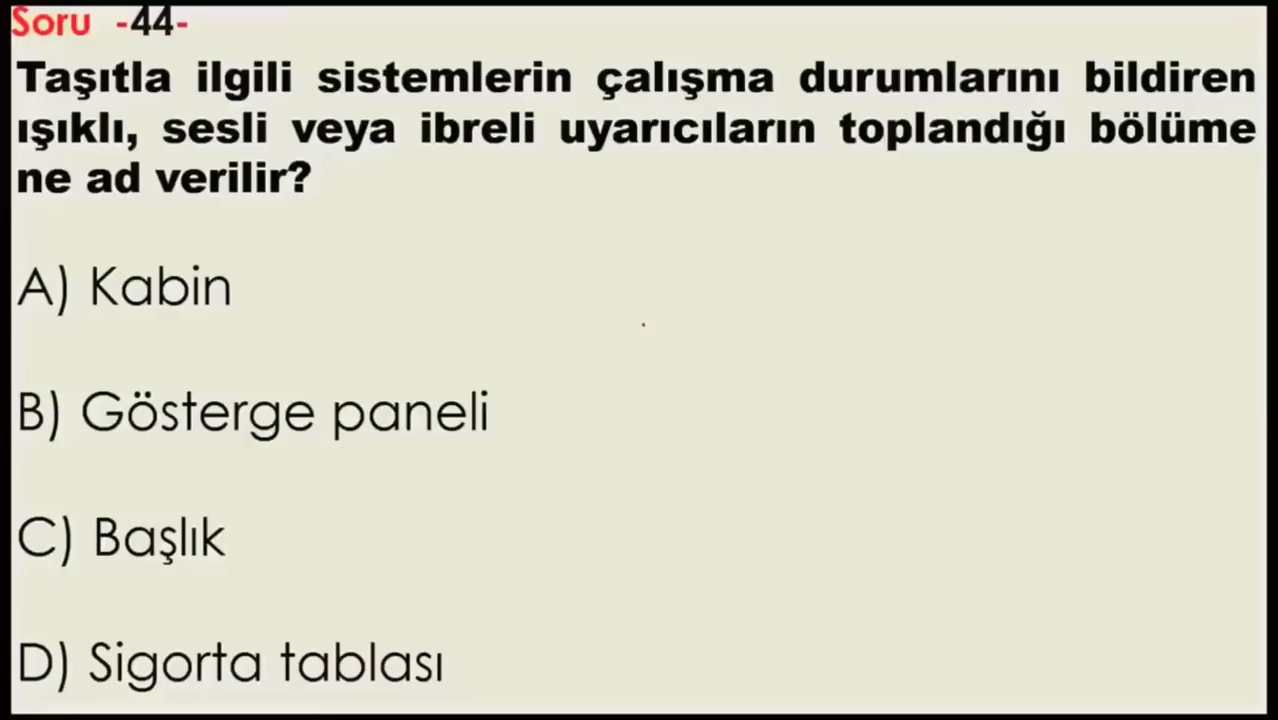 Soru -44-
Taşıtla ilgili sistemlerin çalışma durumlarını bildiren
ışıklı, sesli veya ibreli uyarıcıların toplandığı bölüme
ne ad verilir?
A) Kabin
B) Gösterge paneli
C) Başlık
D) Sigorta tablası